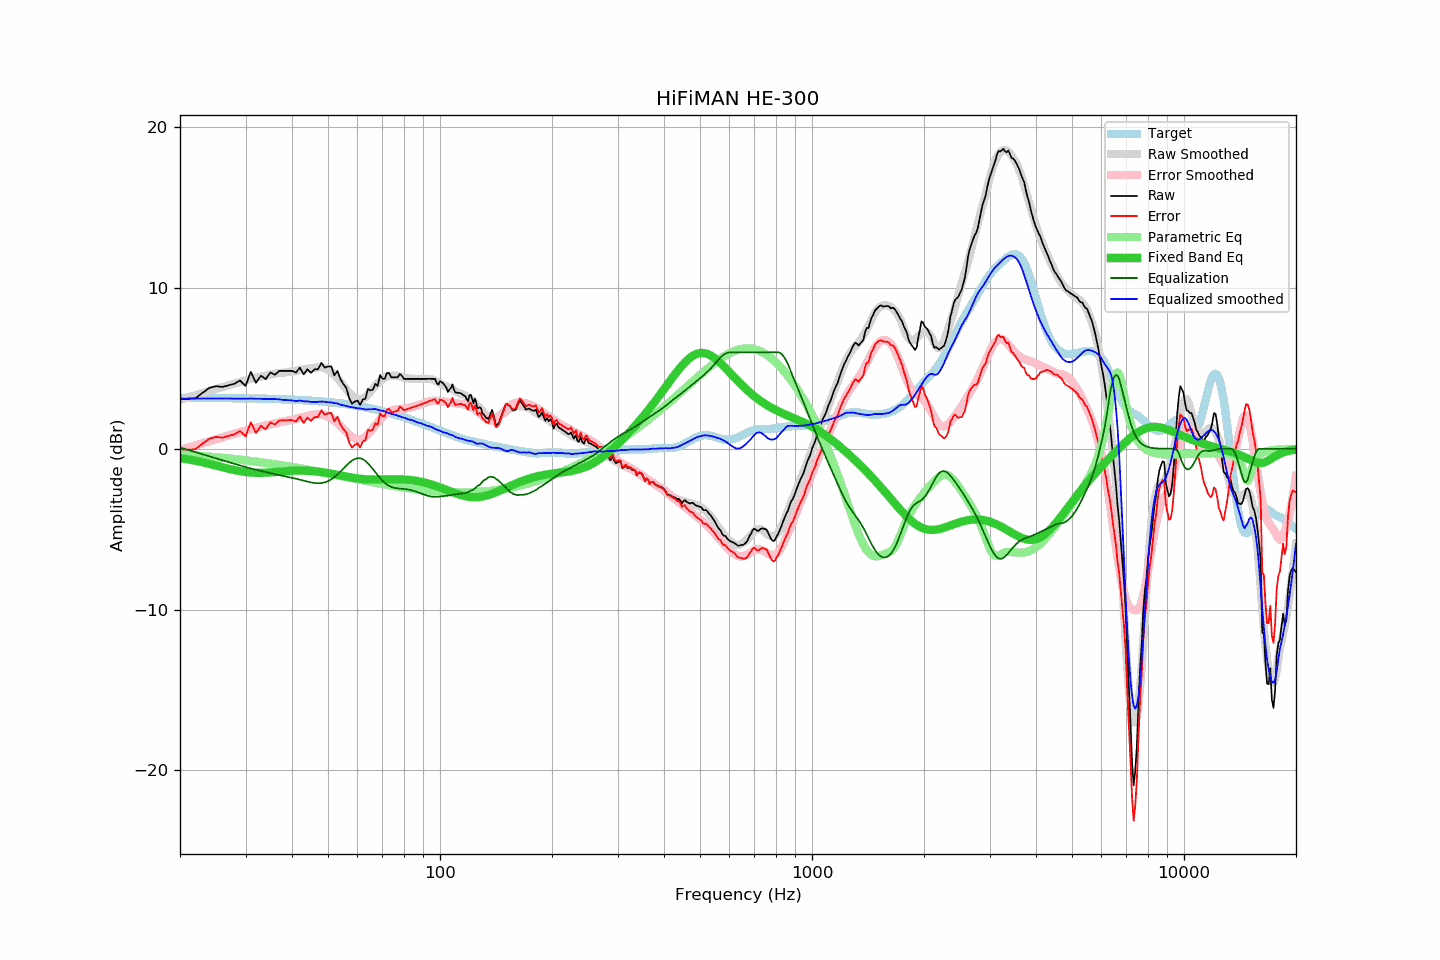 HiFiMAN HE-300
20
10
0
−10
−20
Amplitude (dBr)
Target
Raw Smoothed
Error Smoothed
Raw
Error
Parametric Eq
Fixed Band Eq
Equalization
Equalized smoothed
100
1000
10000
Frequency (Hz)